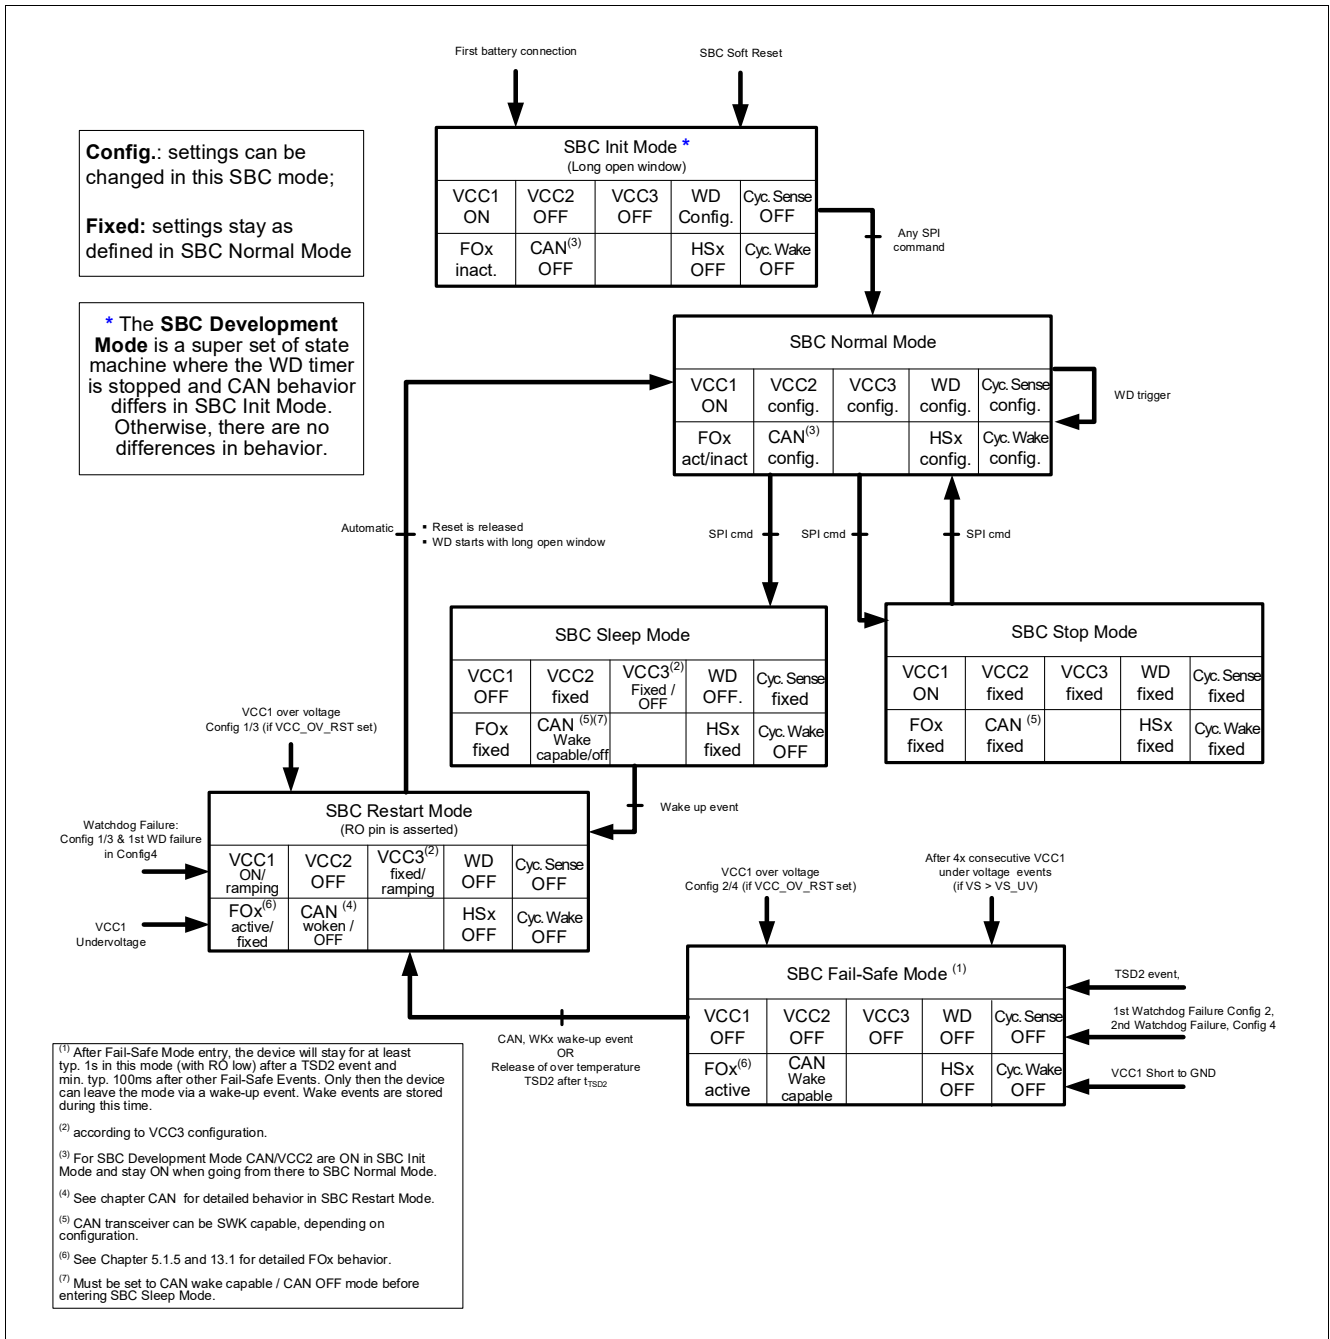 First battery connection
SBC Soft Reset
Config.: settings can be
changed in this SBC mode;
Fixed: settings stay as
defined in SBC Normal Mode
* The SBC Development
Mode is a super set of state
machine where the WD timer
is stopped and CAN behavior
differs in SBC Init Mode.
Otherwise, there are no
differences in behavior.
SBC Init Mode *
(Long open window)
VCC1
ON
VCC2
OFF
VCC3
OFF
WD
Config.
Cyc. Sense
OFF
FOx
inact.
CAN(3)
OFF
HSx
OFF
Cyc. Wake
OFF
Any SPI
command
SBC Normal Mode
VCC1
ON
VCC2
config.
VCC3
config.
WD
config.
Cyc. Sense
config.
FOx
act/inact
CAN(3)
config.
HSx
config.
Cyc. Wake
config.
WD trigger
Automatic
▪ Reset is released
▪ WD starts with long open window
SPI cmd
SPI cmd
SPI cmd
SBC Sleep Mode
VCC1
OFF
VCC2
fixed
VCC3(2)
Fixed /
OFF
WD
OFF.
Cyc. Sense
fixed
FOx
fixed
CAN (5)(7)
Wake
capable/off
HSx
fixed
Cyc. Wake
OFF
SBC Stop Mode
VCC1
ON
VCC2
fixed
VCC3
fixed
WD
fixed
Cyc. Sense
fixed
FOx
fixed
CAN (5)
fixed
HSx
fixed
Cyc. Wake
fixed
VCC1 over voltage
Config 1/3 (if VCC_OV_RST set)
Wake up event
Watchdog Failure:
Config 1/3 & 1st WD failure
in Config4
VCC1
Undervoltage
SBC Restart Mode
(RO pin is asserted)
VCC1
ON/
ramping
VCC2
OFF
VCC3(2)
fixed/
ramping
WD
OFF
Cyc. Sense
OFF
FOx(6)
active/
fixed
CAN (4)
woken /
OFF
HSx
OFF
Cyc. Wake
OFF
VCC1 over voltage
Config 2/4 (if VCC_OV_RST set)
After 4x consecutive VCC1
under voltage events
(if VS > VS_UV)
SBC Fail-Safe Mode (1)
VCC1
OFF
VCC2
OFF
VCC3
OFF
WD
OFF
Cyc. Sense
OFF
FOx(6)
active
CAN
Wake
capable
HSx
OFF
Cyc. Wake
OFF
TSD2 event,
1st Watchdog Failure Config 2,
2nd Watchdog Failure, Config 4
VCC1 Short to GND
CAN, WKx wake-up event
OR
Release of over temperature
TSD2 after tTSD2
(1) After Fail-Safe Mode entry, the device will stay for at least
typ. 1s in this mode (with RO low) after a TSD2 event and
min. typ. 100ms after other Fail-Safe Events. Only then the device
can leave the mode via a wake-up event. Wake events are stored
during this time.
(2) according to VCC3 configuration.
(3) For SBC Development Mode CAN/VCC2 are ON in SBC Init
Mode and stay ON when going from there to SBC Normal Mode.
(4) See chapter CAN for detailed behavior in SBC Restart Mode.
(5) CAN transceiver can be SWK capable, depending on
configuration.
(6) See Chapter 5.1.5 and 13.1 for detailed FOx behavior.
(7) Must be set to CAN wake capable / CAN OFF mode before
entering SBC Sleep Mode.